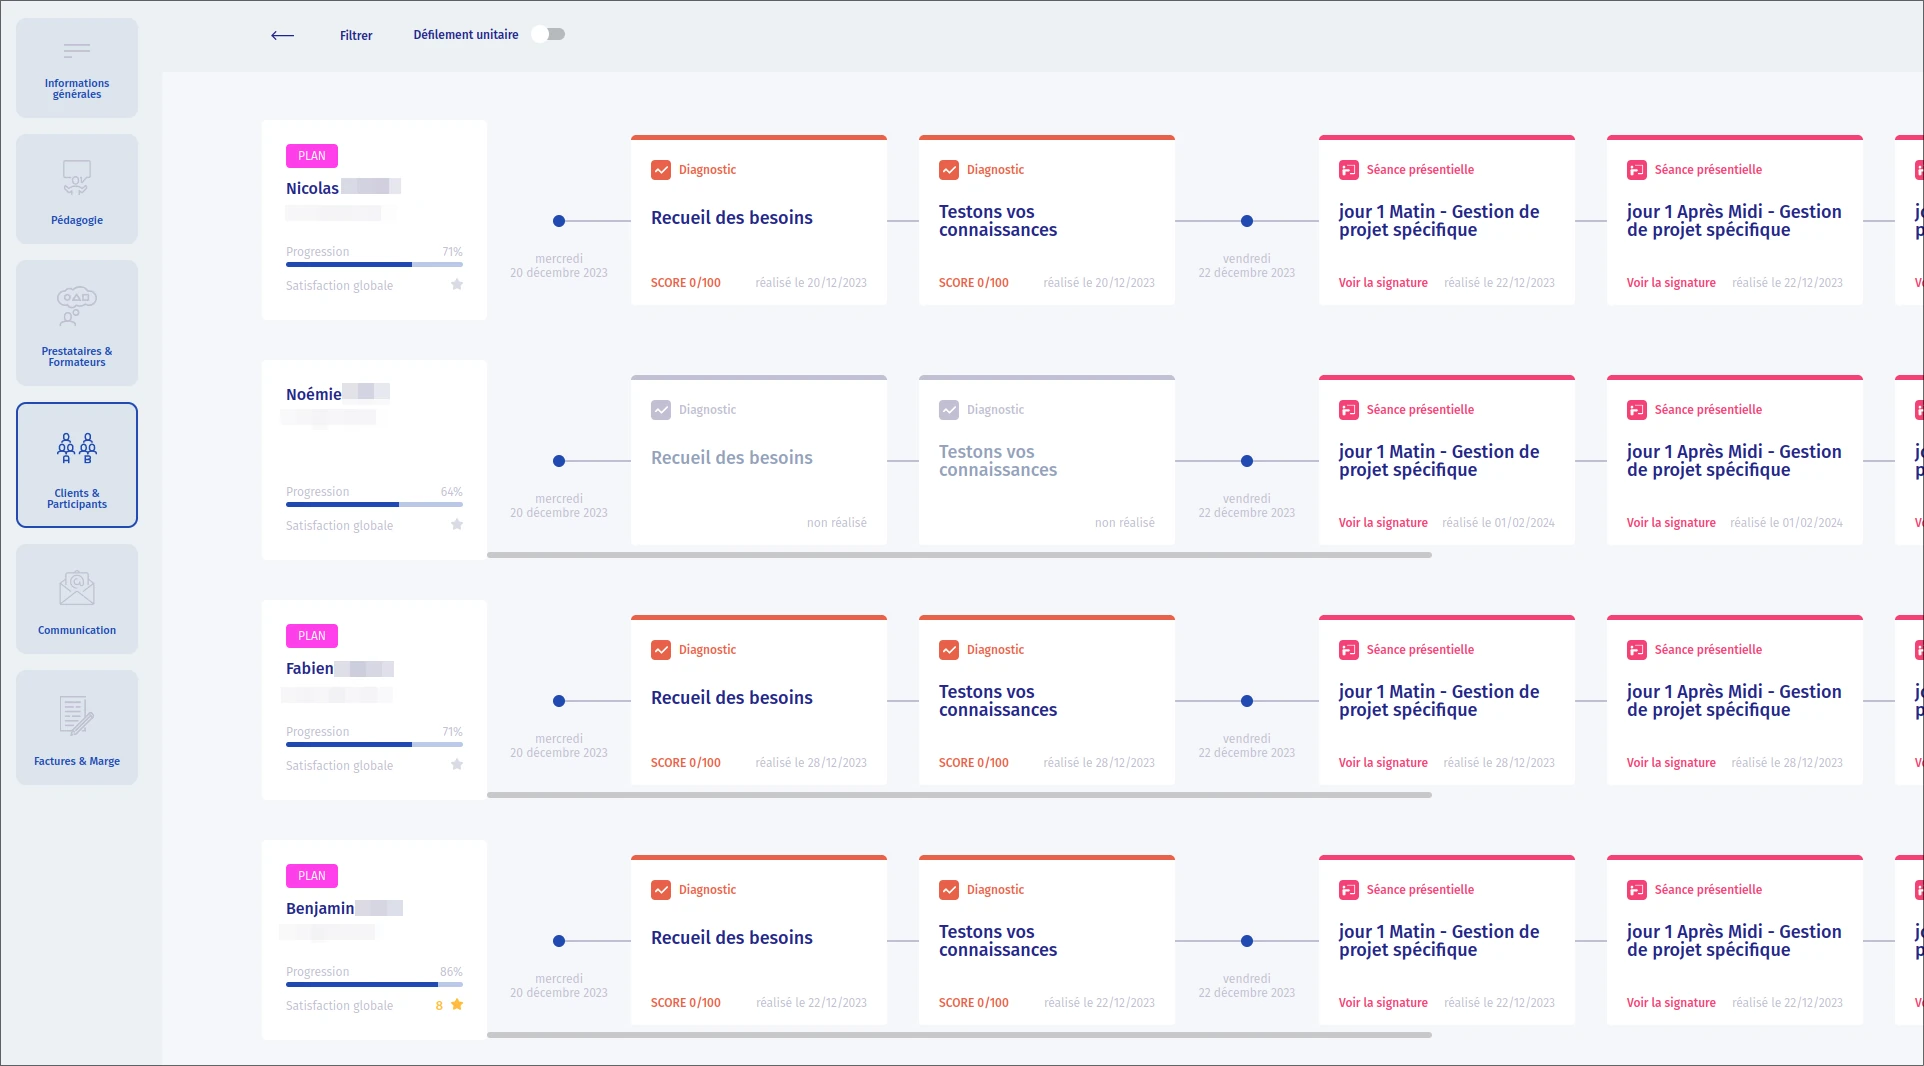 Filtrer
Défilement unitaire
Informations
générales
Pédagogie
Prestataires &
Formateurs
A B
Clients &
Participants
Communication
Factures & Marge
PLAN
Nicolas
Progression 71%
Satisfaction globale
mercredi
20 décembre 2023
Diagnostic
Recueil des besoins
SCORE 0/100 réalisé le 20/12/2023
Diagnostic
Testons vos
connaissances
SCORE 0/100 réalisé le 20/12/2023
vendredi
22 décembre 2023
Séance présentielle
jour 1 Matin - Gestion de
projet spécifique
Voir la signature réalisé le 22/12/2023
Séance présentielle
jour 1 Après Midi - Gestion
de projet spécifique
Voir la signature réalisé le 22/12/2023
Noémie
Progression 64%
Satisfaction globale
mercredi
20 décembre 2023
Diagnostic
Recueil des besoins
non réalisé
Diagnostic
Testons vos
connaissances
non réalisé
vendredi
22 décembre 2023
Séance présentielle
jour 1 Matin - Gestion de
projet spécifique
Voir la signature réalisé le 01/02/2024
Séance présentielle
jour 1 Après Midi - Gestion
de projet spécifique
Voir la signature réalisé le 01/02/2024
PLAN
Fabien
Progression 71%
Satisfaction globale
mercredi
20 décembre 2023
Diagnostic
Recueil des besoins
SCORE 0/100 réalisé le 28/12/2023
Diagnostic
Testons vos
connaissances
SCORE 0/100 réalisé le 28/12/2023
vendredi
22 décembre 2023
Séance présentielle
jour 1 Matin - Gestion de
projet spécifique
Voir la signature réalisé le 28/12/2023
Séance présentielle
jour 1 Après Midi - Gestion
de projet spécifique
Voir la signature réalisé le 28/12/2023
PLAN
Benjamin
Progression 86%
Satisfaction globale 8
mercredi
20 décembre 2023
Diagnostic
Recueil des besoins
SCORE 0/100 réalisé le 22/12/2023
Diagnostic
Testons vos
connaissances
SCORE 0/100 réalisé le 22/12/2023
vendredi
22 décembre 2023
Séance présentielle
jour 1 Matin - Gestion de
projet spécifique
Voir la signature réalisé le 22/12/2023
Séance présentielle
jour 1 Après Midi - Gestion
de projet spécifique
Voir la signature réalisé le 22/12/2023